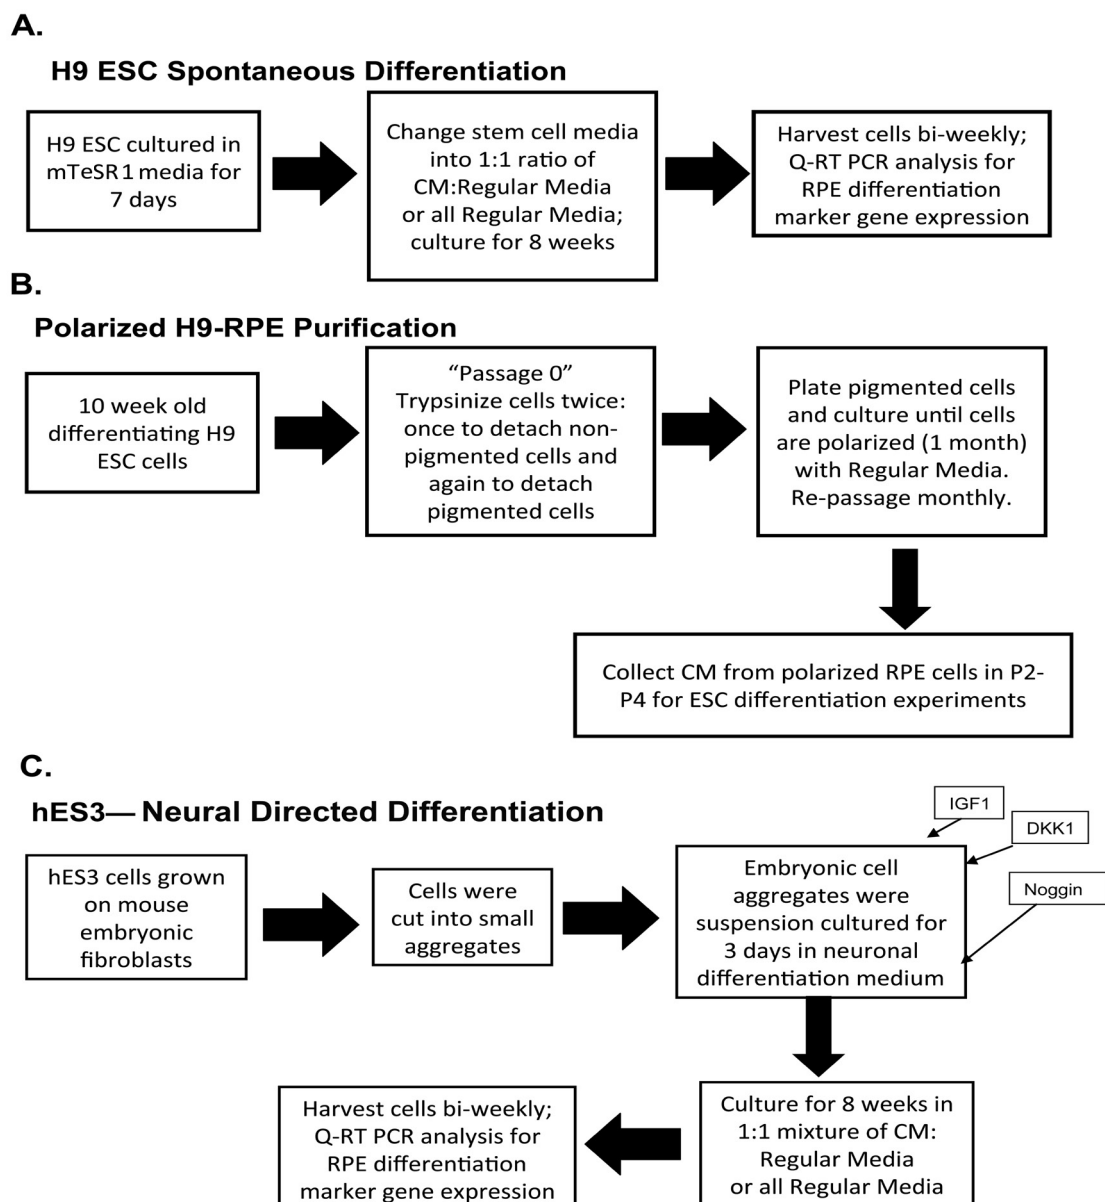 A.
H9 ESC Spontaneous Differentiation
H9 ESC cultured in
mTeSR1 media for
7 days
Change stem cell media
into 1:1 ratio of
CM:Regular Media
or all Regular Media;
culture for 8 weeks
Harvest cells bi-weekly;
Q-RT PCR analysis for
RPE differentiation
marker gene expression
B.
Polarized H9-RPE Purification
10 week old
differentiating H9
ESC cells
“Passage 0”
Trypsinize cells twice:
once to detach non-
pigmented cells and
again to detach
pigmented cells
Plate pigmented cells
and culture until cells
are polarized (1 month)
with Regular Media.
Re-passage monthly.
Collect CM from polarized RPE cells in P2-
P4 for ESC differentiation experiments
C.
hES3— Neural Directed Differentiation
hES3 cells grown
on mouse
embryonic
fibroblasts
Cells were
cut into small
aggregates
Embryonic cell
aggregates were
suspension cultured for
3 days in neuronal
differentiation medium
IGF1
DKK1
Noggin
Culture for 8 weeks in
1:1 mixture of CM:
Regular Media
or all Regular Media
Harvest cells bi-weekly;
Q-RT PCR analysis for
RPE differentiation
marker gene expression